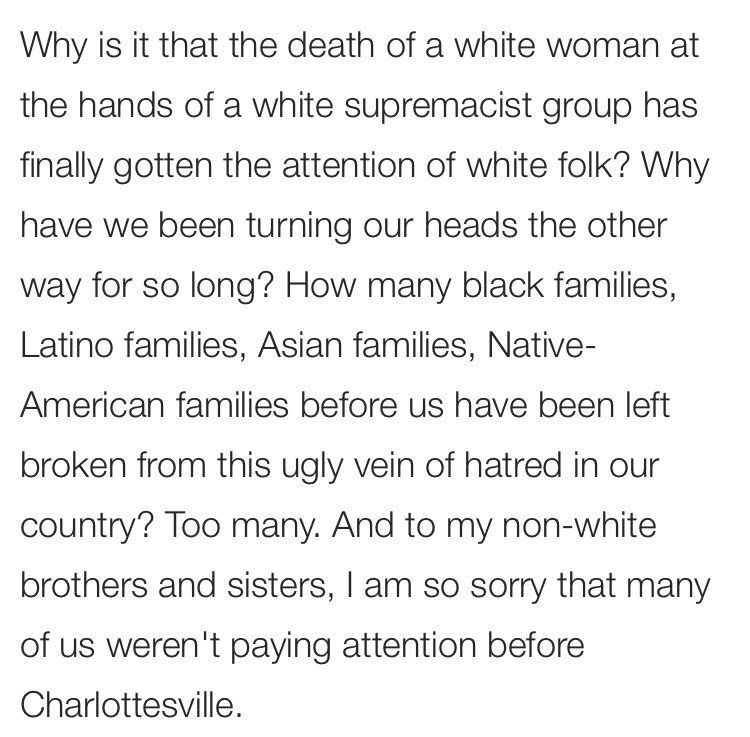 Why is it that the death of a white woman at
the hands of a white supremacist group has
finally gotten the attention of white folk? Why
have we been turning our heads the other
way for so long? How many black families,
Latino families, Asian families, Native-
American families before us have been left
broken from this ugly vein of hatred in our
country? Too many. And to my non-white
brothers and sisters, I am so sorry that many
of us weren't paying attention before
Charlottesville.